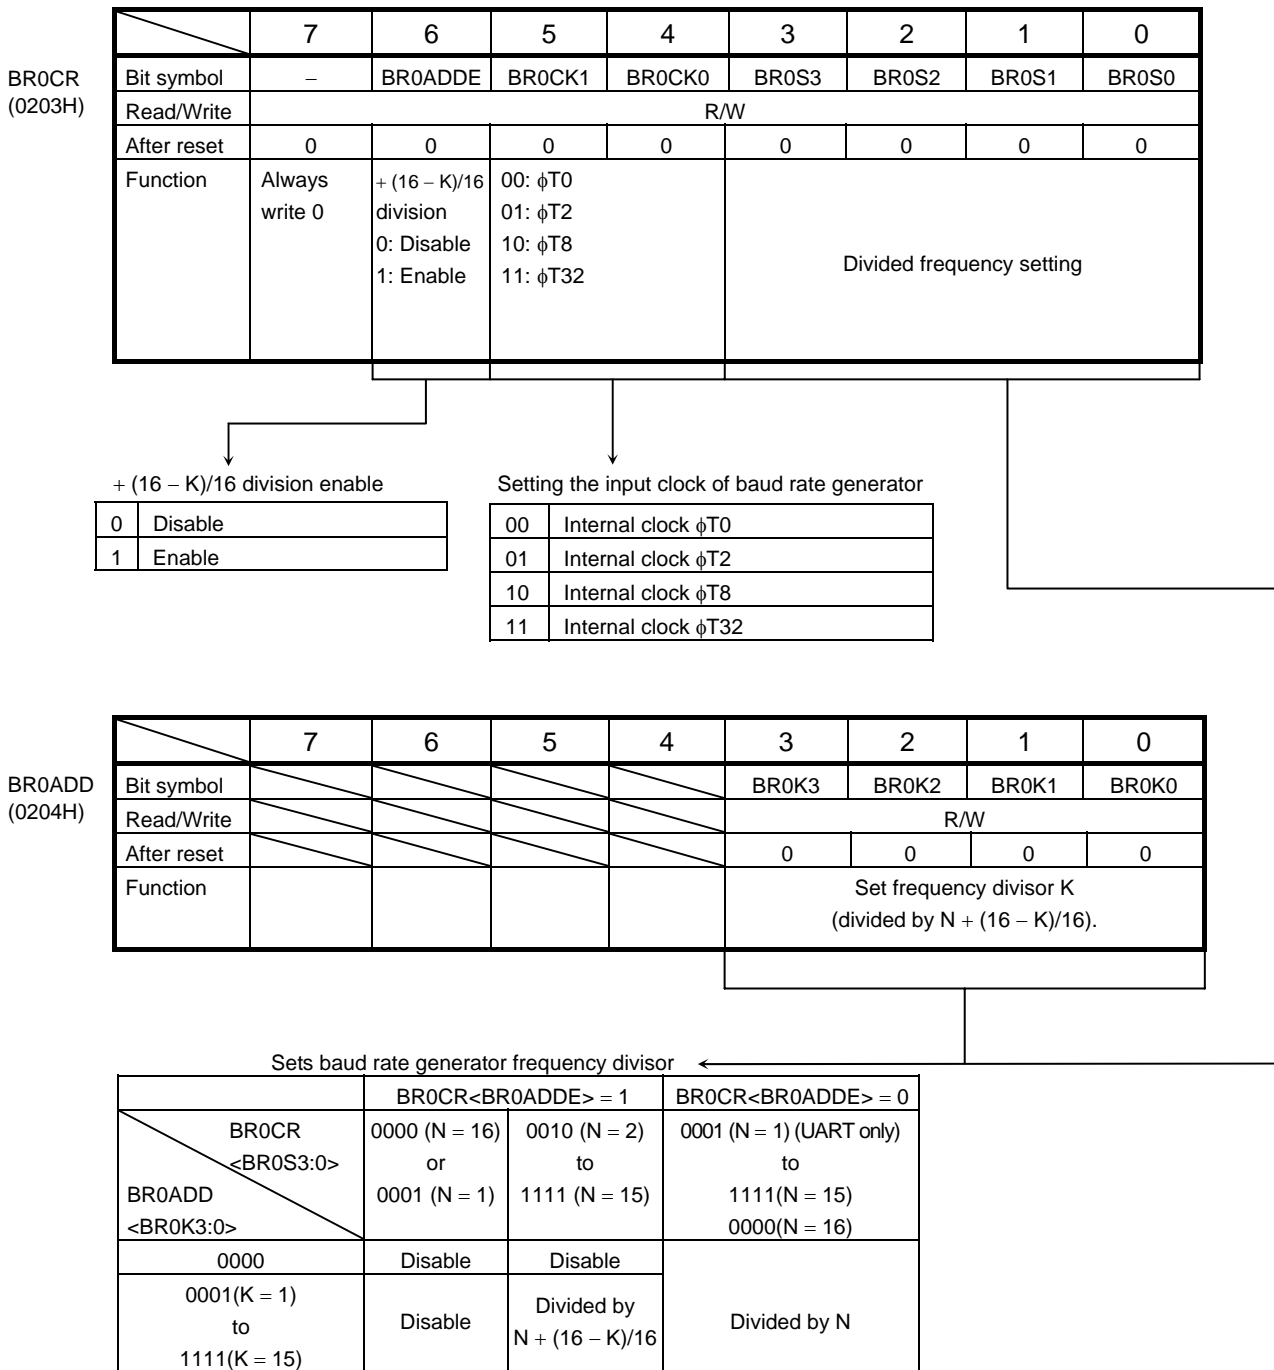 7 6 5 4 3 2 1 0
BR0CR
(0203H)
Bit symbol – BR0ADDE BR0CK1 BR0CK0 BR0S3 BR0S2 BR0S1 BR0S0
Read/Write R/W
After reset 0 0 0 0 0 0 0 0
Function Always + (16 − K)/16 00: ϕT0
write 0 division 01: ϕT2
0: Disable 10: ϕT8 Divided frequency setting
1: Enable 11: ϕT32
+ (16 − K)/16 division enable
0 Disable
1 Enable
Setting the input clock of baud rate generator
00 Internal clock ϕT0
01 Internal clock ϕT2
10 Internal clock ϕT8
11 Internal clock ϕT32
7 6 5 4 3 2 1 0
BR0ADD
(0204H)
Bit symbol BR0K3 BR0K2 BR0K1 BR0K0
Read/Write R/W
After reset 0 0 0 0
Function Set frequency divisor K
(divided by N + (16 − K)/16).
Sets baud rate generator frequency divisor
BR0CR<BR0ADDE> = 1 BR0CR<BR0ADDE> = 0
BR0CR 0000 (N = 16) 0010 (N = 2) 0001 (N = 1) (UART only)
<BR0S3:0> or to to
BR0ADD 0001 (N = 1) 1111 (N = 15) 1111(N = 15)
<BR0K3:0> 0000(N = 16)
0000 Disable Disable
0001(K = 1) Divided by
to Disable N + (16 − K)/16 Divided by N
1111(K = 15)